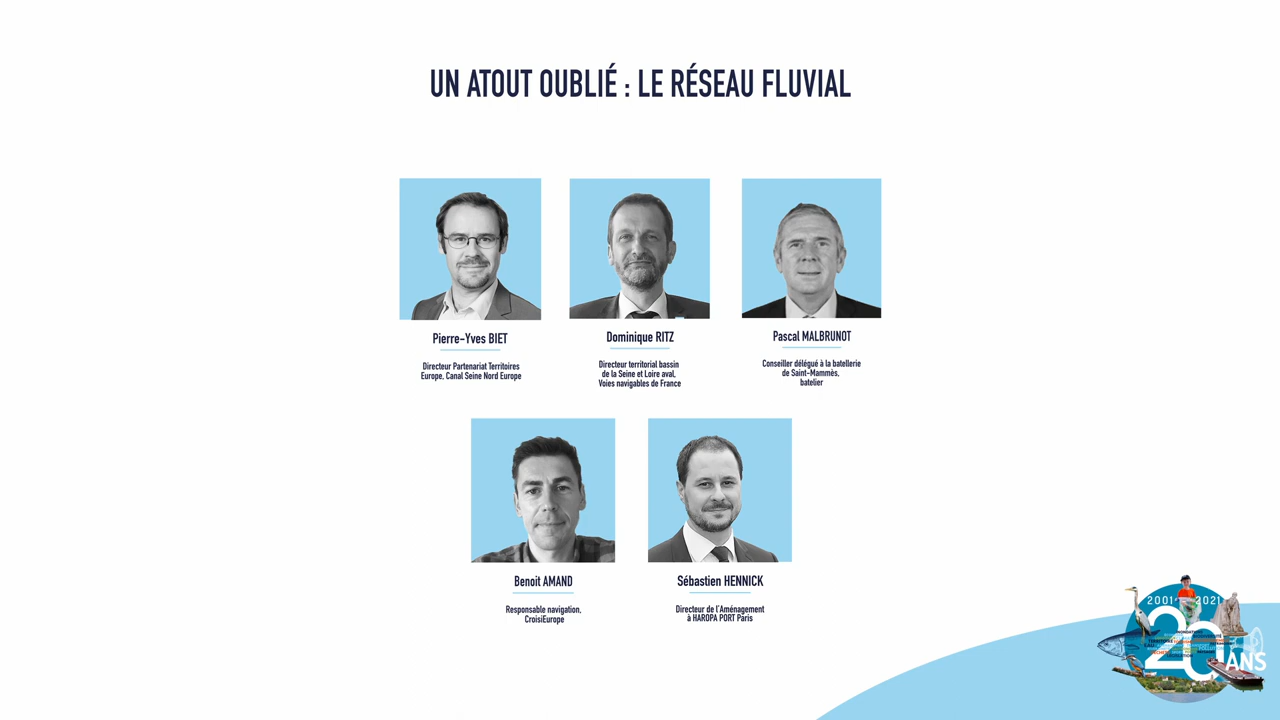 UN ATOUT OUBLIÉ : LE RÉSEAU FLUVIAL
Pierre-Yves BIET
Directeur Partenariat Territoires
Europe, Canal Seine Nord Europe
Dominique RITZ
Directeur territorial bassin
de la Seine et Loire aval,
Voies navigables de France
Pascal MALBRUNOT
Conseiller délégué à la batellerie
de Saint-Mammès,
batelier
Benoit AMAND
Responsable navigation,
CroisiEurope
Sébastien HENNICK
Directeur de l'Aménagement
à HAROPA PORT Paris
2001 - 2021
20
ANS